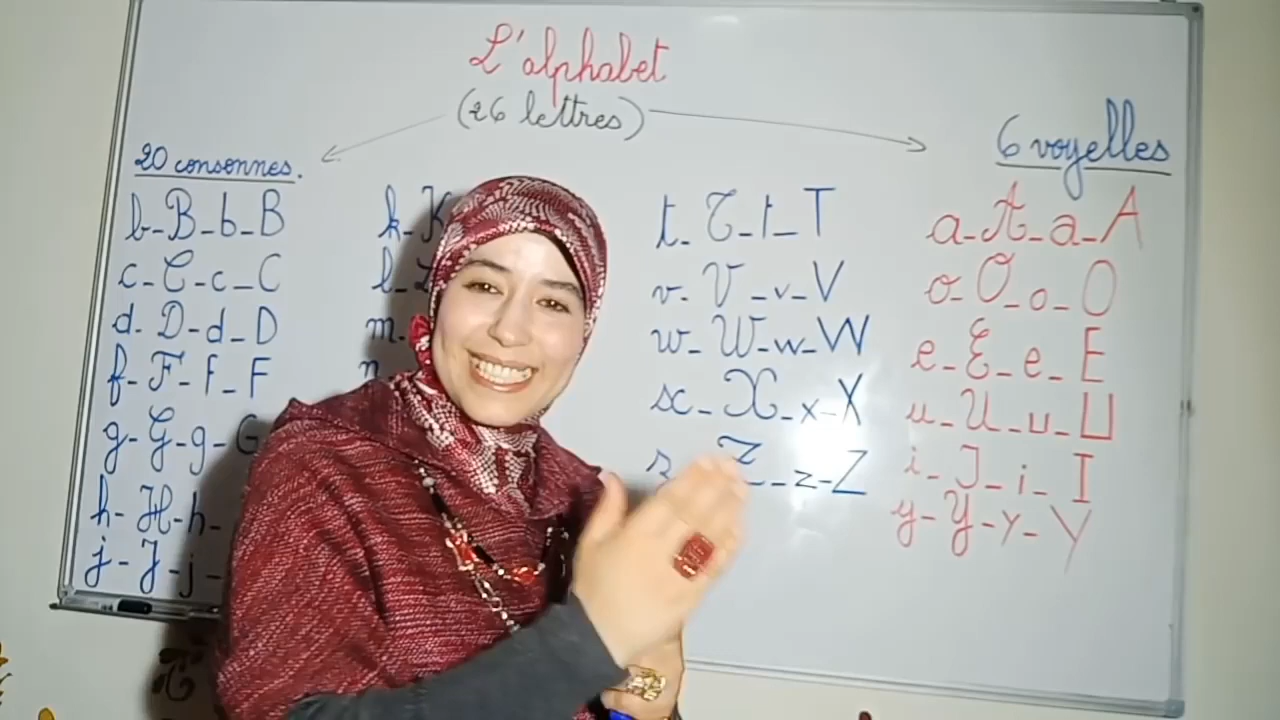 L'alphabet
(26 lettres)
20 consonnes.
b-B-b-B
c-C-c-C
d-D-d-D
f-F-f-F
g-G-g-G
h-H-h-
j-J-j-
k-K
l-L
m-
n
t-T-t-T
v-V-v-V
w-W-w-W
x-X-x-X
z Z-z-Z
6 voyelles
a-A-a-A
o-O-o-O
e-E-e-E
u-U-u-U
i-I-i-I
y-Y-y-Y